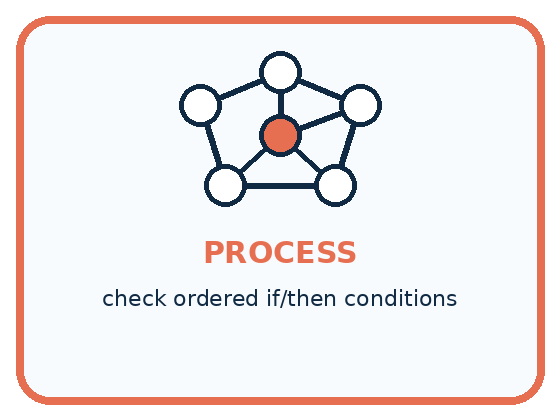 PROCESS
check ordered if/then conditions